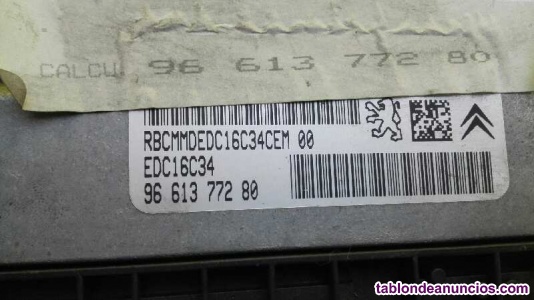 CALCU 96 613 772 80
RBCMMDEDC16C34CEM 00
EDC16C34
96 613 772 80
tablondeanuncios.com